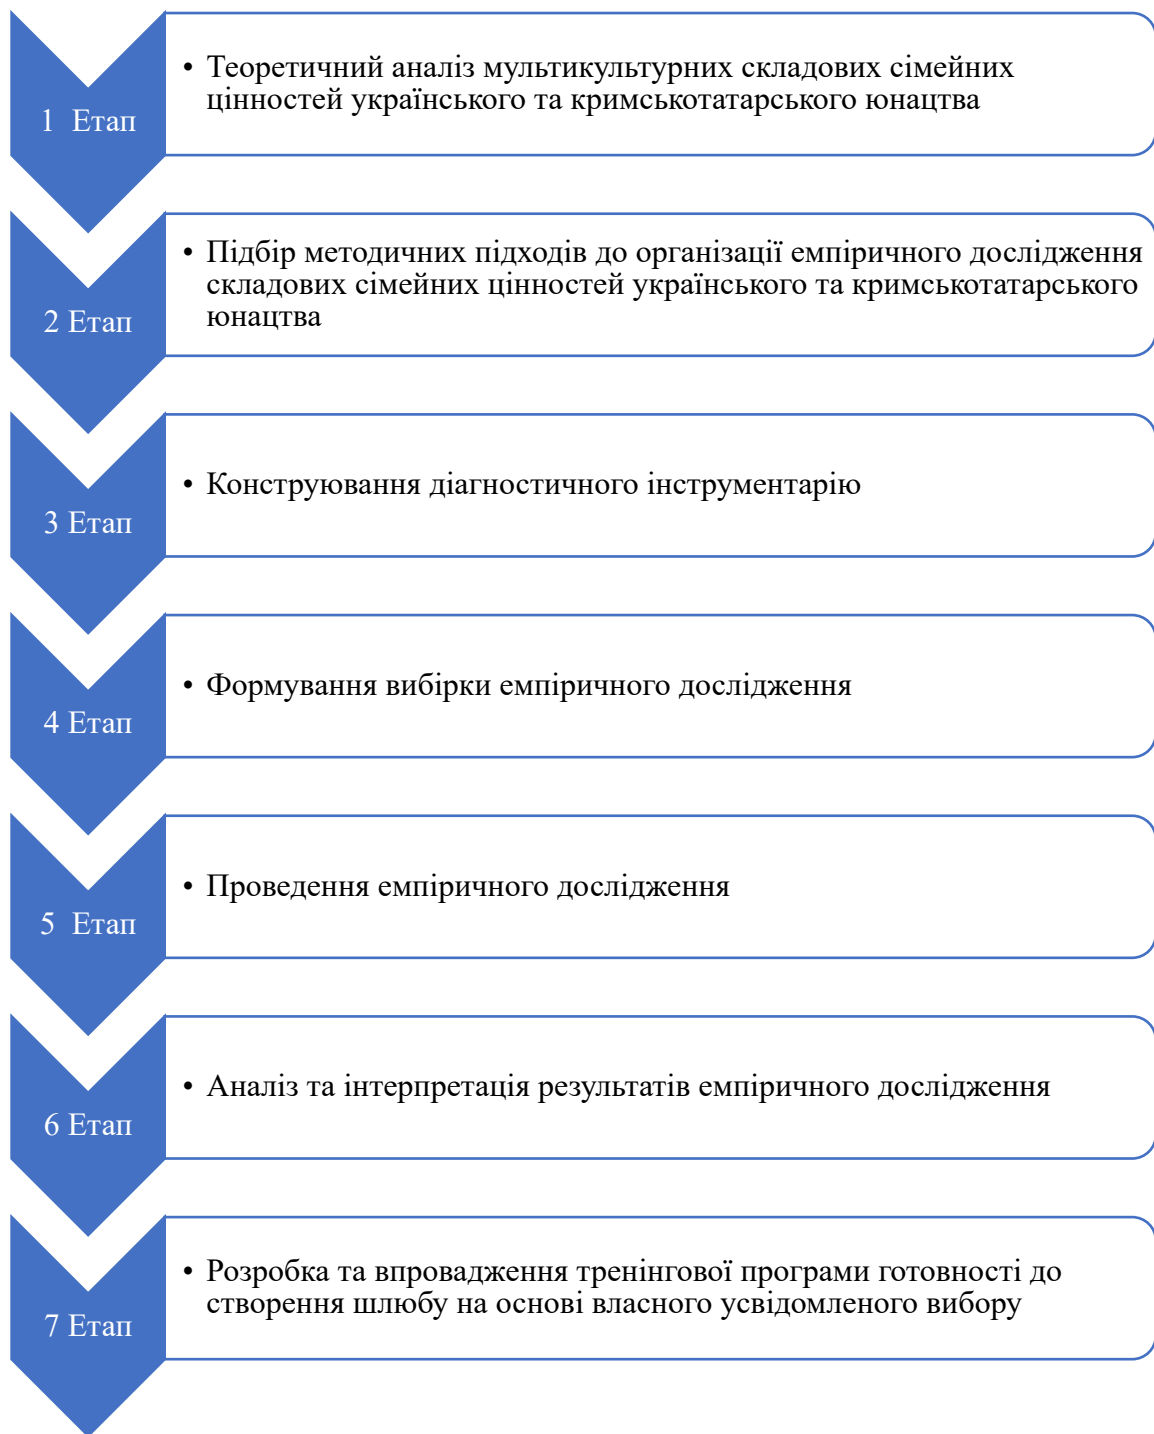 1 Етап
• Теоретичний аналіз мультикультурних складових сімейних
цінностей українського та кримськотатарського юнацтва
2 Етап
• Підбір методичних підходів до організації емпіричного дослідження
складових сімейних цінностей українського та кримськотатарського
юнацтва
3 Етап
• Конструювання діагностичного інструментарію
4 Етап
• Формування вибірки емпіричного дослідження
5 Етап
• Проведення емпіричного дослідження
6 Етап
• Аналіз та інтерпретація результатів емпіричного дослідження
7 Етап
• Розробка та впровадження тренінгової програми готовності до
створення шлюбу на основі власного усвідомленого вибору